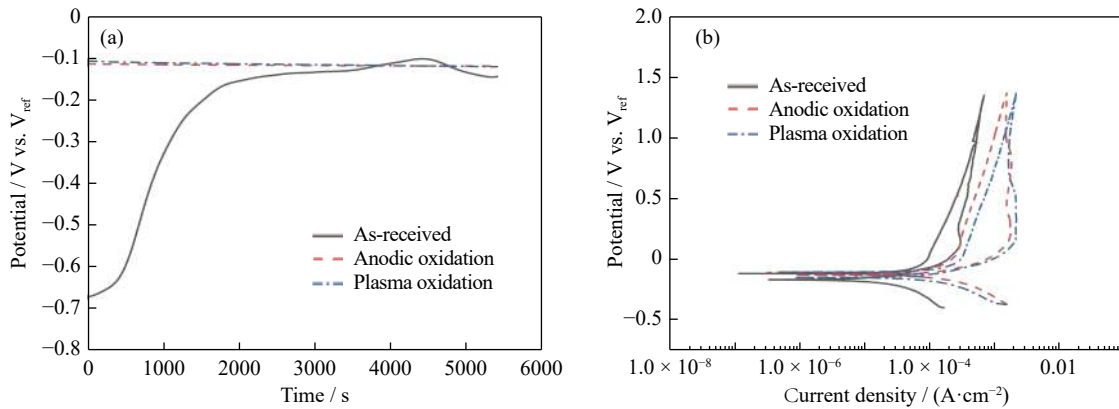 (a)
0
−0.1
−0.2
−0.3
−0.4
−0.5
−0.6
−0.7
−0.8
Potential / V vs. V_ref
As-received
Anodic oxidation
Plasma oxidation
0 1000 2000 3000 4000 5000 6000
Time / s
(b)
2.0
1.5
1.0
0.5
0
−0.5
Potential / V vs. V_ref
As-received
Anodic oxidation
Plasma oxidation
1.0 × 10⁻⁸ 1.0 × 10⁻⁶ 1.0 × 10⁻⁴ 0.01
Current density / (A·cm⁻²)